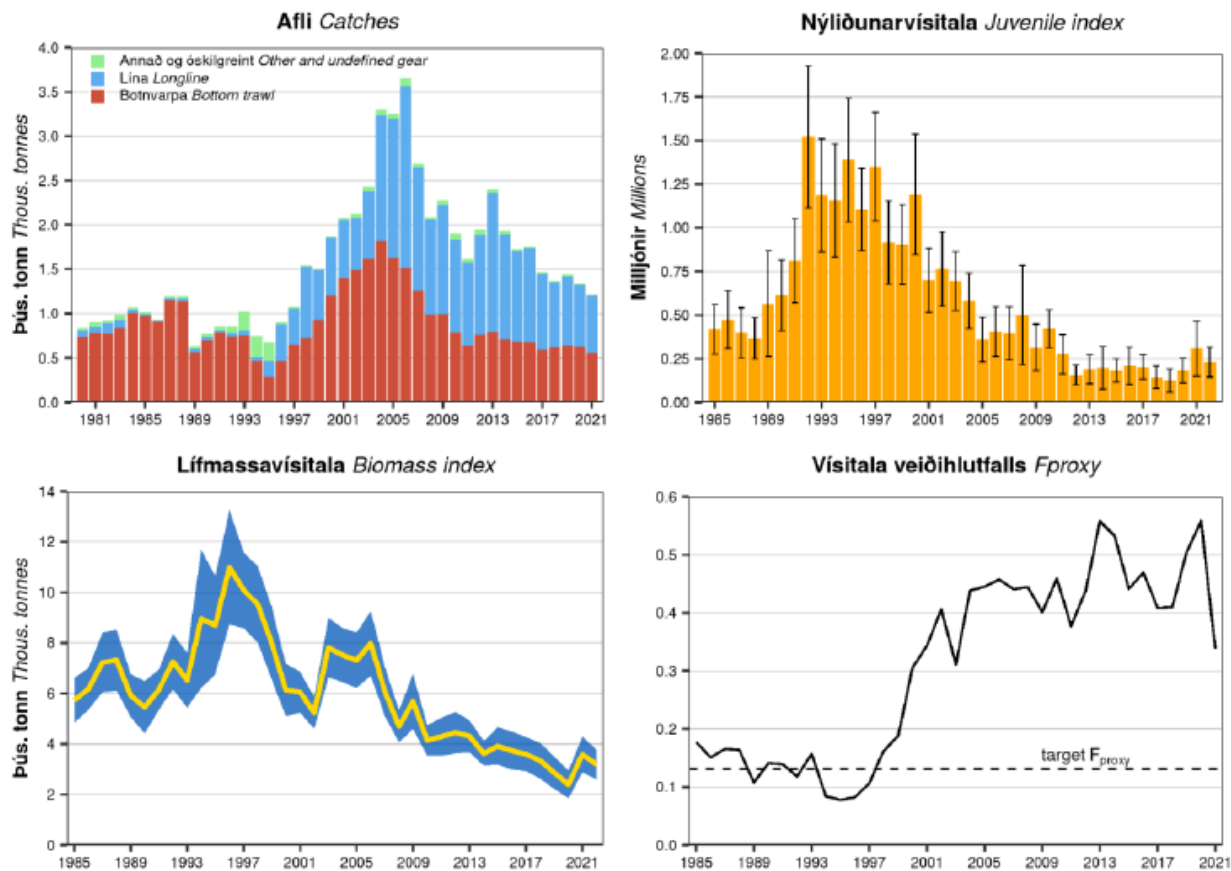 Afli Catches
Þús. tonn Thous. tonnes
4.0
3.5
3.0
2.5
2.0
1.5
1.0
0.5
0.0
Annað og óskilgreint Other and undefined gear
Lína Longline
Botnvarpa Bottom trawl
1981 1985 1989 1993 1997 2001 2005 2009 2013 2017 2021
Nýliðunarvísitala Juvenile index
Milljónir Millions
2.00
1.75
1.50
1.25
1.00
0.75
0.50
0.25
0.00
1985 1989 1993 1997 2001 2005 2009 2013 2017 2021
Lífmassavísitala Biomass index
Þús. tonn Thous. tonnes
14
12
10
8
6
4
2
0
1985 1989 1993 1997 2001 2005 2009 2013 2017 2021
Vísitala veiðihlutfalls Fproxy
0.6
0.5
0.4
0.3
0.2
0.1
0.0
target Fproxy
1985 1989 1993 1997 2001 2005 2009 2013 2017 2021